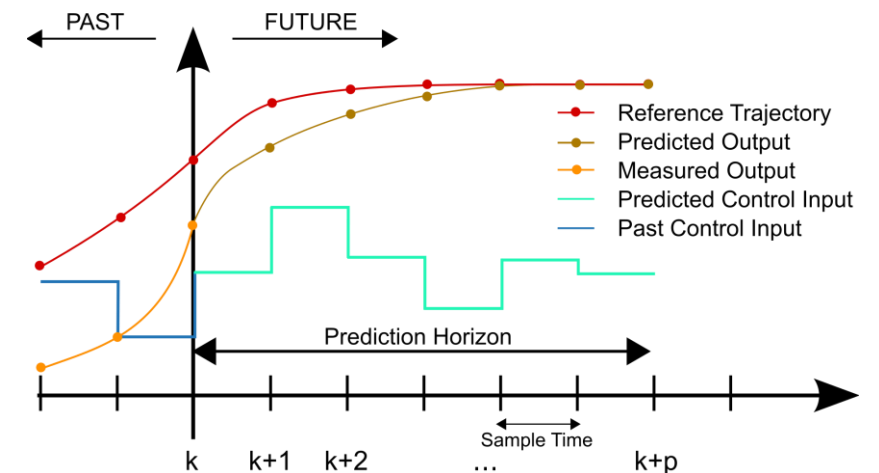 PAST
FUTURE
Reference Trajectory
Predicted Output
Measured Output
Predicted Control Input
Past Control Input
Prediction Horizon
Sample Time
k k+1 k+2 ... k+p